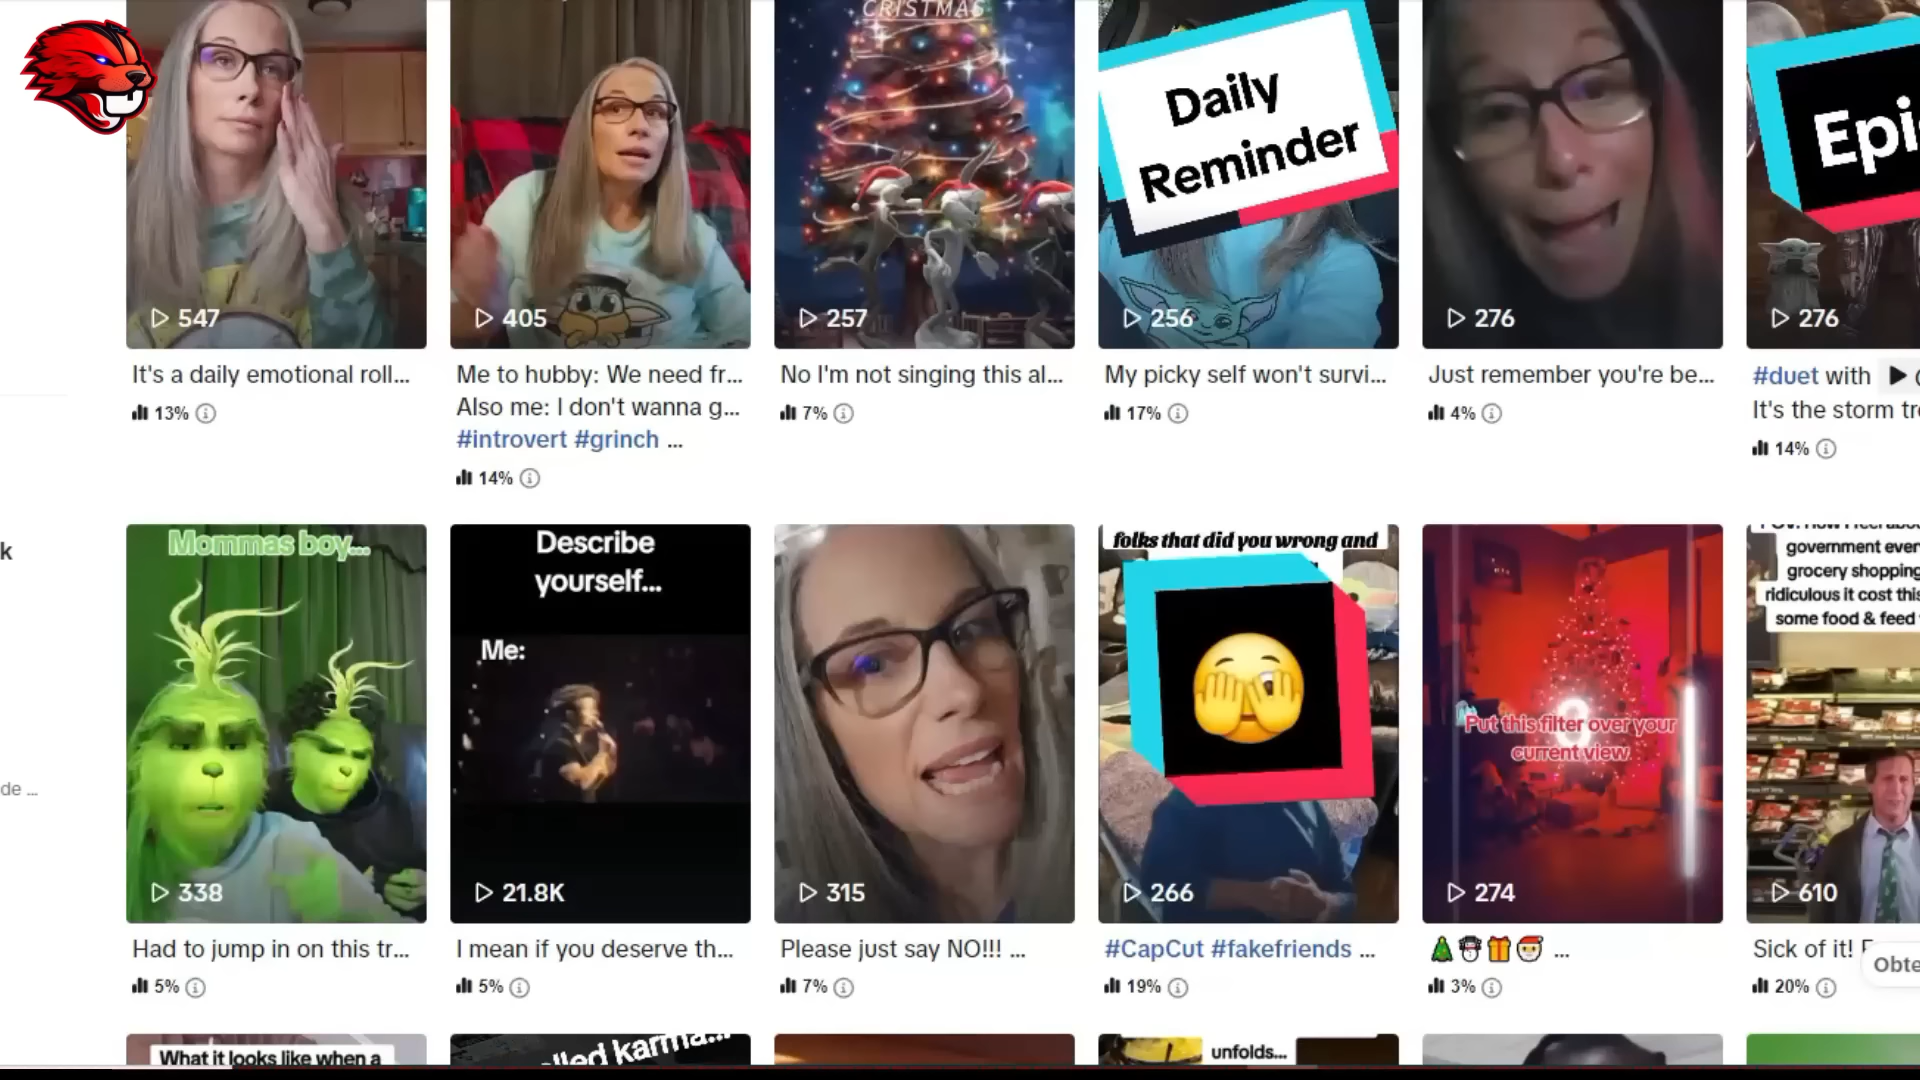 CRISTMAS
Daily
Reminder
Epi
547
405
257
256
276
276
It's a daily emotional roll...
Me to hubby: We need fr...
No I'm not singing this al...
My picky self won't survi...
Just remember you're be...
#duet with
13%
Also me: I don't wanna g...
7%
17%
4%
It's the storm tr
#introvert #grinch ...
14%
14%
Mommas boy...
Describe
yourself...
Me:
folks that did you wrong and
government ever
grocery shopping
ridiculous it cost this
some food & feed
k
Put this filter over your
current view.
de ...
338
21.8K
315
266
274
610
Had to jump in on this tr...
I mean if you deserve th...
Please just say NO!!! ...
#CapCut #fakefriends ...
🎄☃️🎁🎅 ...
Sick of it!
Obte
5%
5%
7%
19%
3%
20%
What it looks like when a
lled karma...
unfolds...